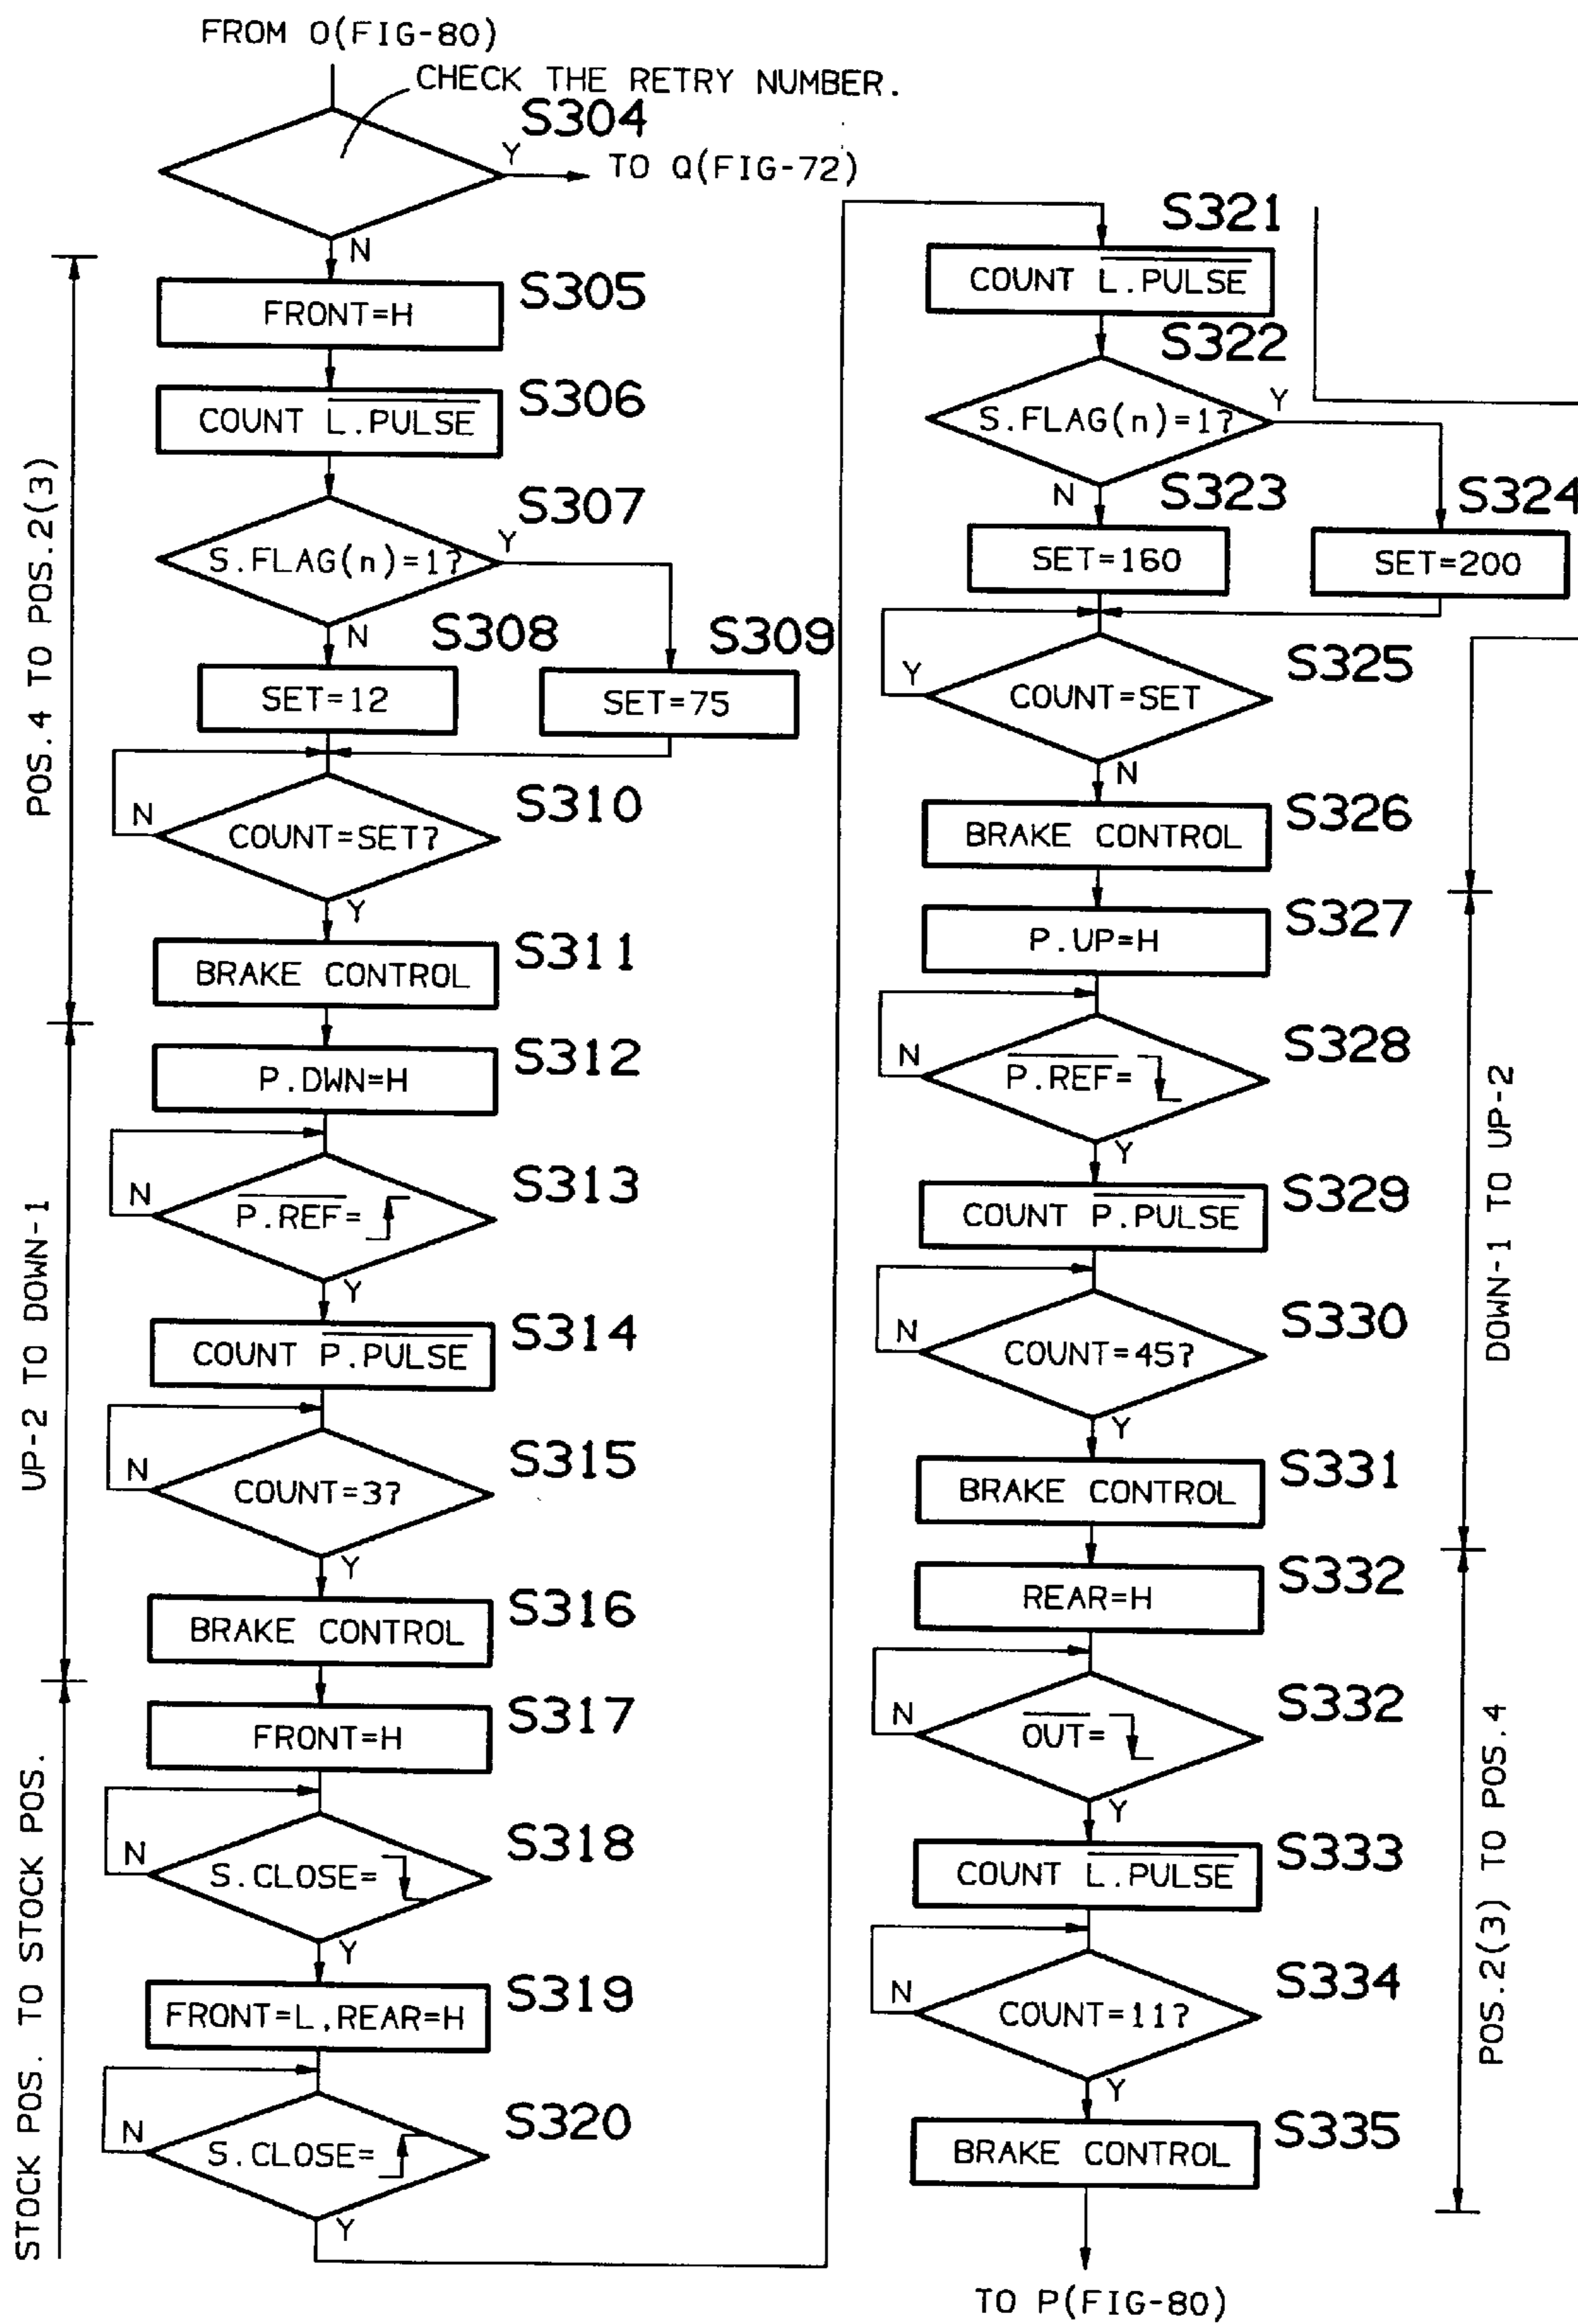 FROM O(FIG-80)
CHECK THE RETRY NUMBER.
S304
Y
TO Q(FIG-72)
N
POS.4 TO POS.2(3)
FRONT=H
S305
COUNT L.PULSE
S306
S307
S.FLAG(n)=1?
Y
N
S308
S309
SET=12
SET=75
N
COUNT=SET?
S310
Y
BRAKE CONTROL
S311
UP-2 TO DOWN-1
P.DWN=H
S312
N
P.REF=
S313
Y
COUNT P.PULSE
S314
N
COUNT=3?
S315
Y
BRAKE CONTROL
S316
STOCK POS. TO STOCK POS.
FRONT=H
S317
N
S.CLOSE=
S318
Y
FRONT=L,REAR=H
S319
N
S.CLOSE=
S320
Y
S321
COUNT L.PULSE
S322
S.FLAG(n)=1?
Y
N
S323
S324
SET=160
SET=200
Y
COUNT=SET
S325
N
BRAKE CONTROL
S326
DOWN-1 TO UP-2
P.UP=H
S327
N
P.REF=
S328
Y
COUNT P.PULSE
S329
N
COUNT=45?
S330
Y
BRAKE CONTROL
S331
POS.2(3) TO POS.4
REAR=H
S332
N
OUT=
S332
Y
COUNT L.PULSE
S333
N
COUNT=11?
S334
Y
BRAKE CONTROL
S335
TO P(FIG-80)